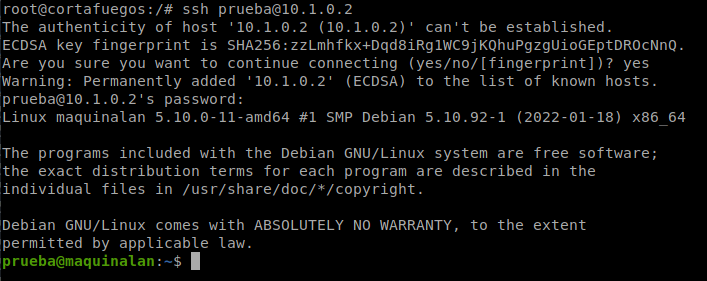 root@cortafuegos:/# ssh prueba@10.1.0.2
The authenticity of host '10.1.0.2 (10.1.0.2)' can't be established.
ECDSA key fingerprint is SHA256:zzLmhfkx+Dqd8iRg1WC9jKQhuPgzgUioGEptDROcNnQ.
Are you sure you want to continue connecting (yes/no/[fingerprint])? yes
Warning: Permanently added '10.1.0.2' (ECDSA) to the list of known hosts.
prueba@10.1.0.2's password:
Linux maquinalan 5.10.0-11-amd64 #1 SMP Debian 5.10.92-1 (2022-01-18) x86_64
The programs included with the Debian GNU/Linux system are free software;
the exact distribution terms for each program are described in the
individual files in /usr/share/doc/*/copyright.
Debian GNU/Linux comes with ABSOLUTELY NO WARRANTY, to the extent
permitted by applicable law.
prueba@maquinalan:~$